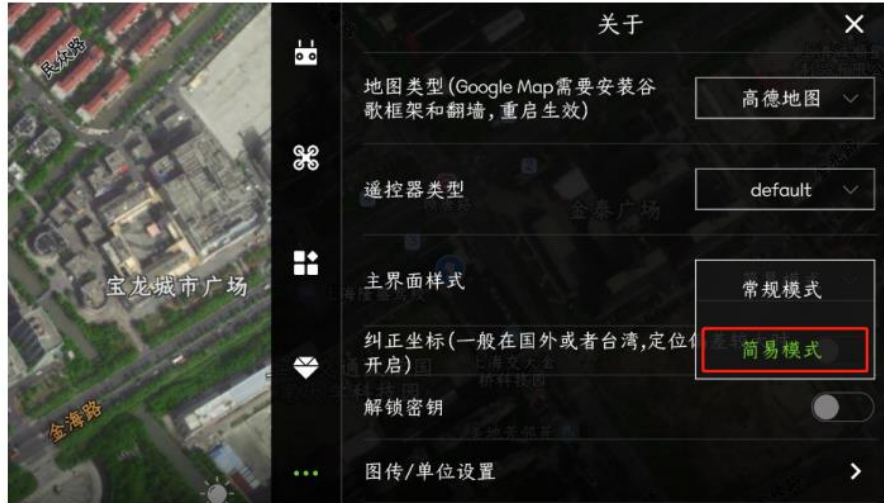 关于
民众路
地图类型(Google Map需要安装谷
歌框架和翻墙,重启生效)
高德地图
遥控器类型
default
金泰广场
宝龙城市广场
主界面样式
常规模式
简易模式
纠正坐标(一般在国外或者台湾,定位
开启)
解锁密钥
金海路
图传/单位设置